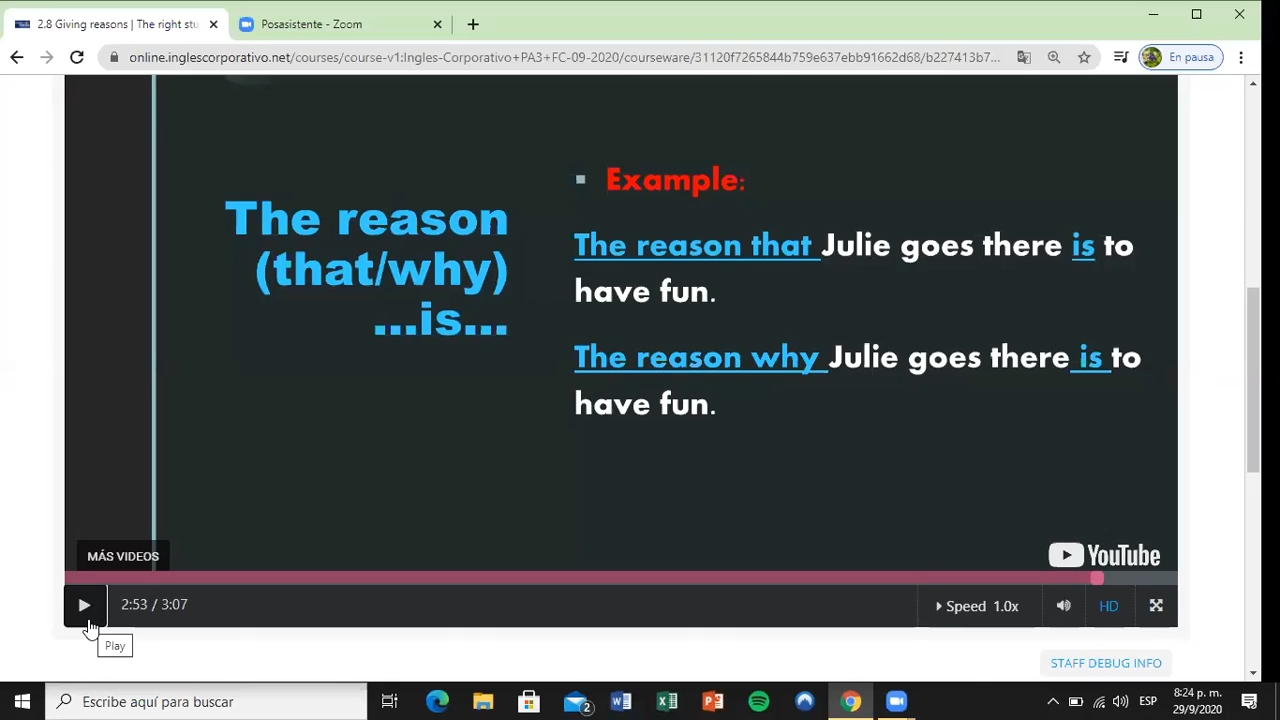 2.8 Giving reasons | The right stu
Posasistente - Zoom
online.inglescorporativo.net/courses/course-v1:Ingles-Corporativo+PA3+FC-09-2020/courseware/31120f7265844b759e637ebb91662d68/b227413b7...
En pausa
The reason
(that/why)
...is...
Example:
The reason that Julie goes there is to
have fun.
The reason why Julie goes there is to
have fun.
MÁS VIDEOS
YouTube
2:53 / 3:07
Speed 1.0x
HD
Play
STAFF DEBUG INFO
Escribe aquí para buscar
2
ESP
8:24 p. m.
29/9/2020